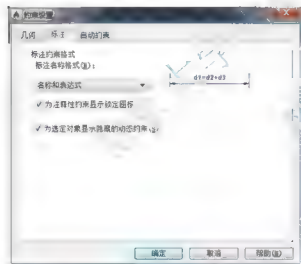 约束设置
几何 标注 自动约束
标注约束格式
标注名称格式(N):
名称和表达式
d1=d2+d3
✓ 为注释性约束显示锁定图标
✓ 为选定对象显示隐藏的动态约束(S)
确定 取消 帮助(H)